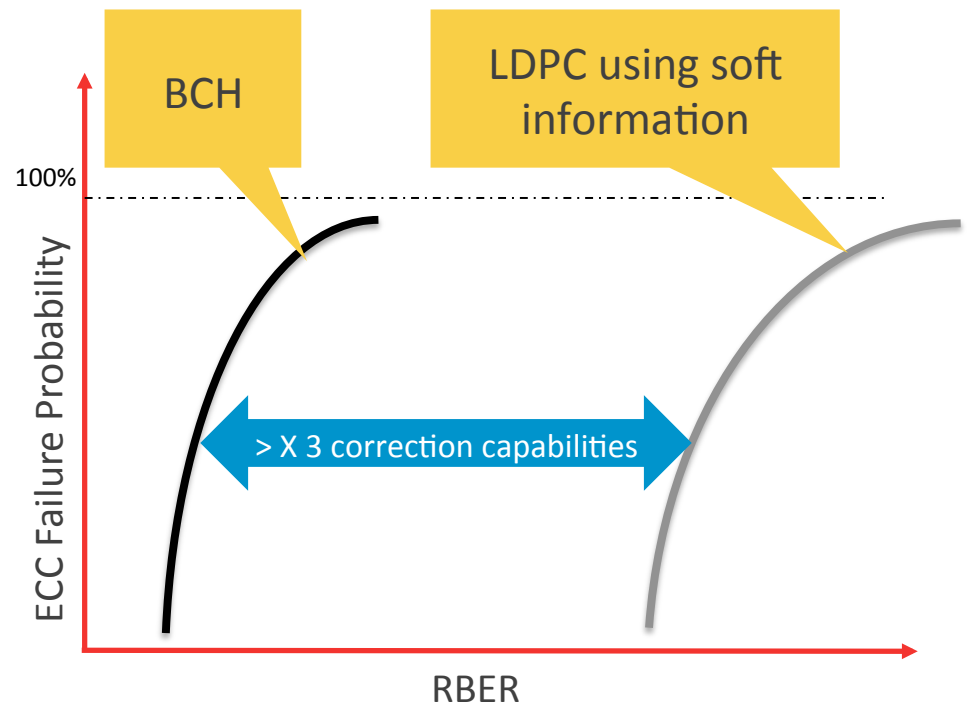 BCH
LDPC using soft
information
100%
ECC Failure Probability
> X 3 correction capabilities
RBER